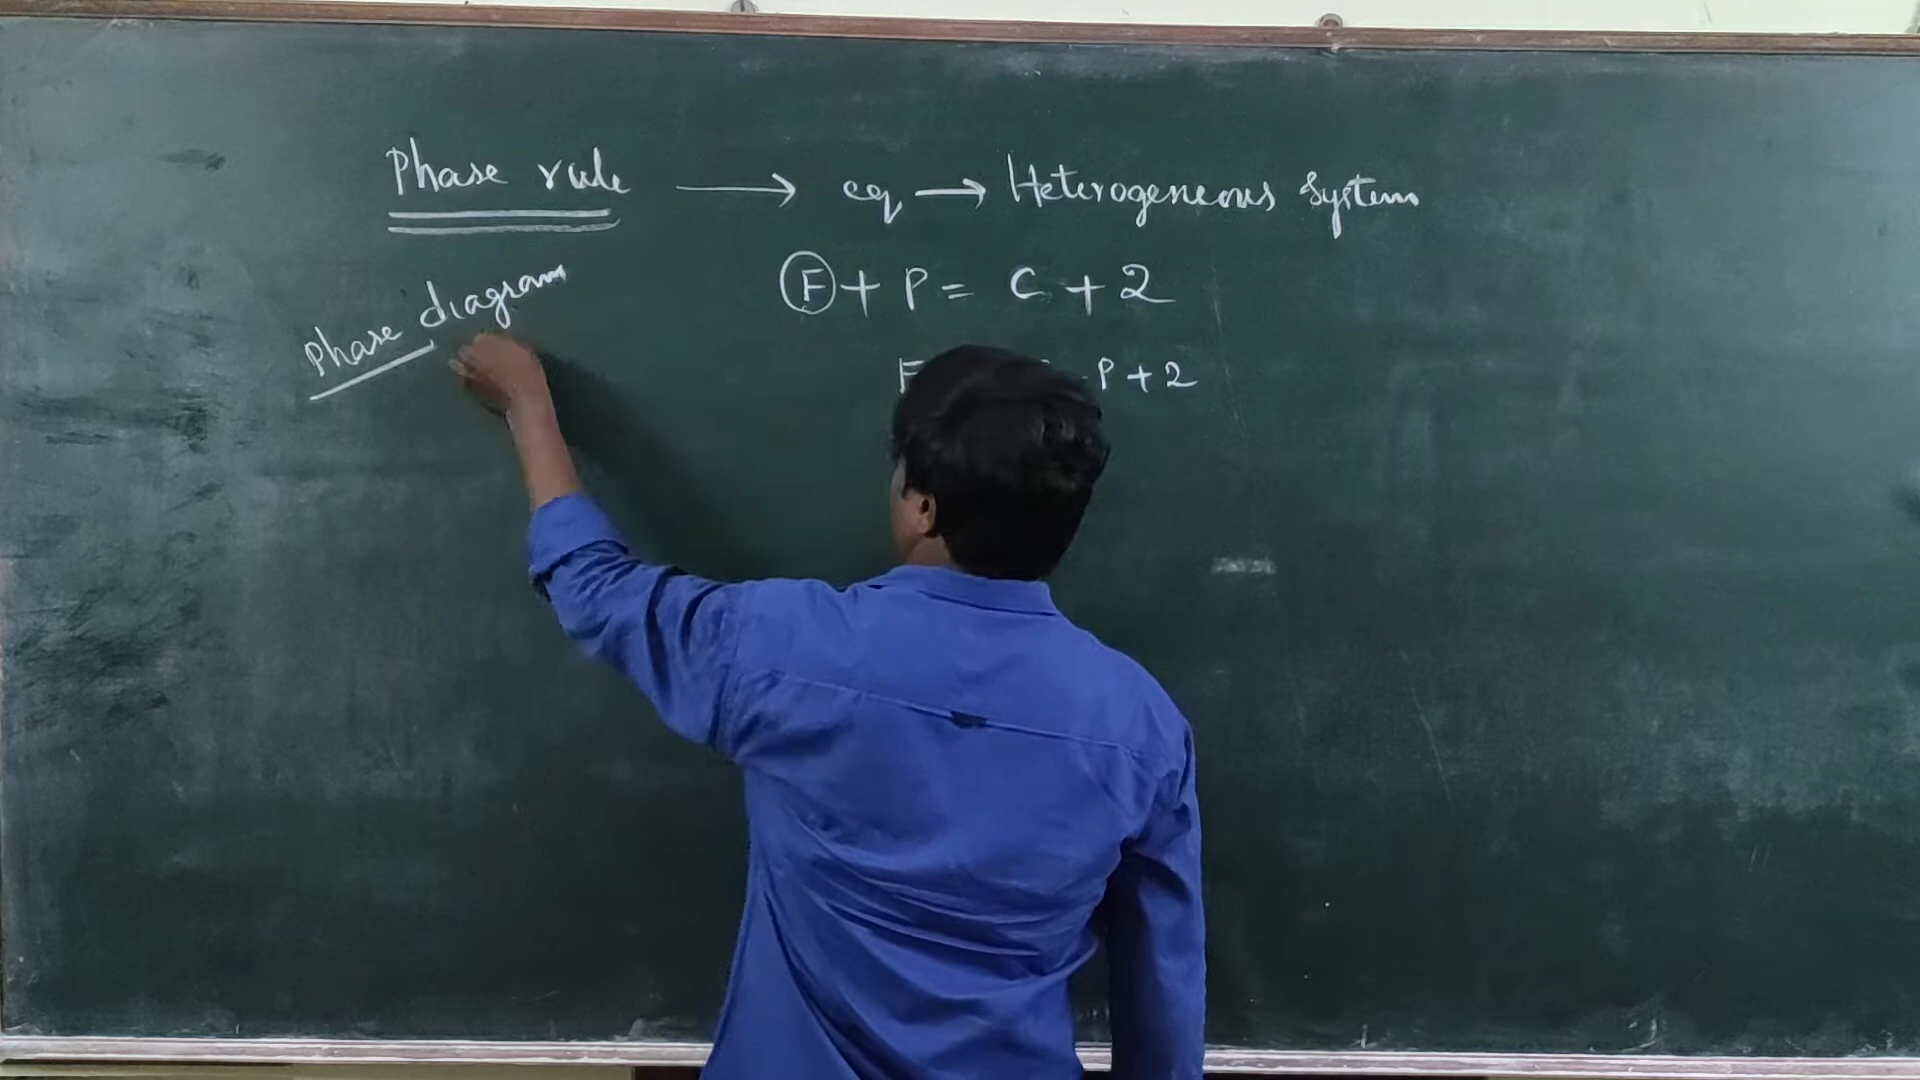 Phase rule → eq → Heterogeneous System
F + P = C + 2
Phase diagram
F - P + 2